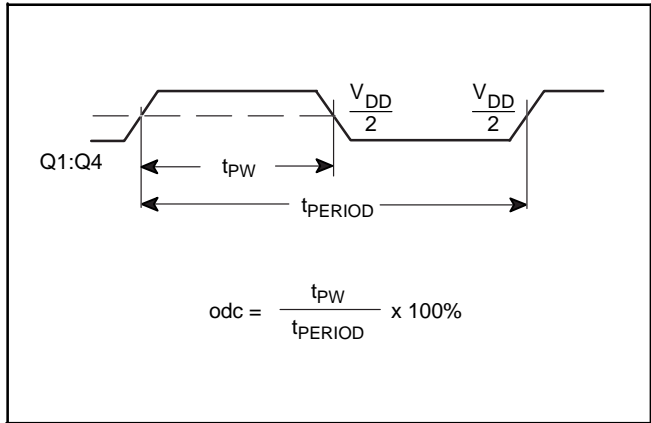 V_DD/2 V_DD/2
Q1:Q4
t_PW
t_PERIOD
odc = t_PW/t_PERIOD x 100%